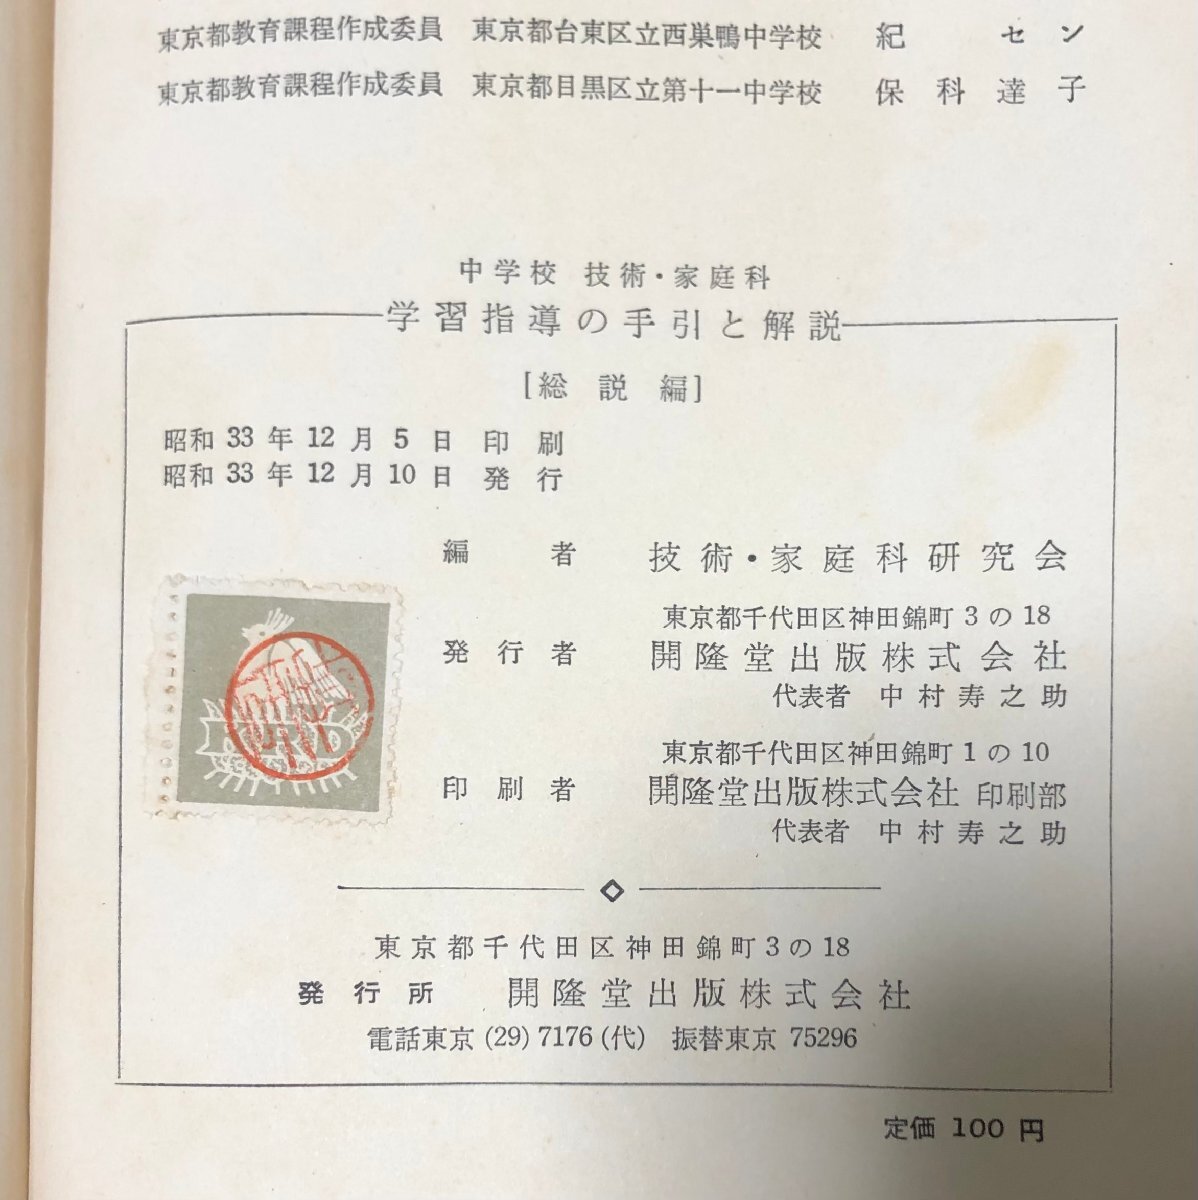 東京都教育課程作成委員 東京都台東区立西巣鴨中学校 紀 セン
東京都教育課程作成委員 東京都目黒区立第十一中学校 保科達子
中学校 技術・家庭科
学習指導の手引と解説
[総説編]
昭和33年12月5日印刷
昭和33年12月10日発行
編者 技術・家庭科研究会
東京都千代田区神田錦町3の18
発行者 開隆堂出版株式会社
代表者 中村寿之助
東京都千代田区神田錦町1の10
印刷者 開隆堂出版株式会社 印刷部
代表者 中村寿之助
東京都千代田区神田錦町3の18
発行所 開隆堂出版株式会社
電話東京(29)7176(代) 振替東京 75296
定価 100 円